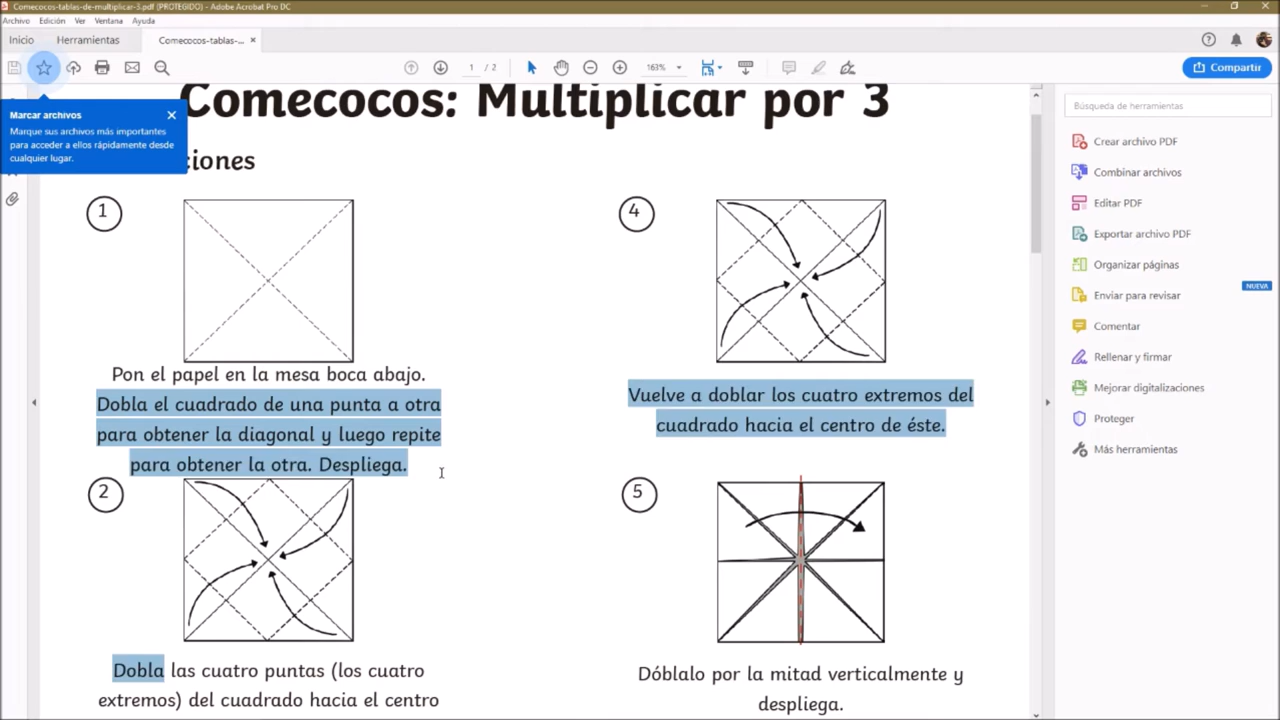 Comecocos-tablas-de-multiplicar-3.pdf (PROTEGIDO) - Adobe Acrobat Pro DC
Archivo Edición Ver Ventana Ayuda
Inicio Herramientas Comecocos-tablas-... ×
1 / 2 163% Compartir
Marcar archivos
Marque sus archivos más importantes
para acceder a ellos rápidamente desde
cualquier lugar.
Comecocos: Multiplicar por 3
ciones
1
Pon el papel en la mesa boca abajo.
Dobla el cuadrado de una punta a otra
para obtener la diagonal y luego repite
para obtener la otra. Despliega.
2
Dobla las cuatro puntas (los cuatro
extremos) del cuadrado hacia el centro
4
Vuelve a doblar los cuatro extremos del
cuadrado hacia el centro de éste.
5
Dóblalo por la mitad verticalmente y
despliega.
Búsqueda de herramientas
Crear archivo PDF
Combinar archivos
Editar PDF
Exportar archivo PDF
Organizar páginas
NUEVA
Enviar para revisar
Comentar
Rellenar y firmar
Mejorar digitalizaciones
Proteger
Más herramientas